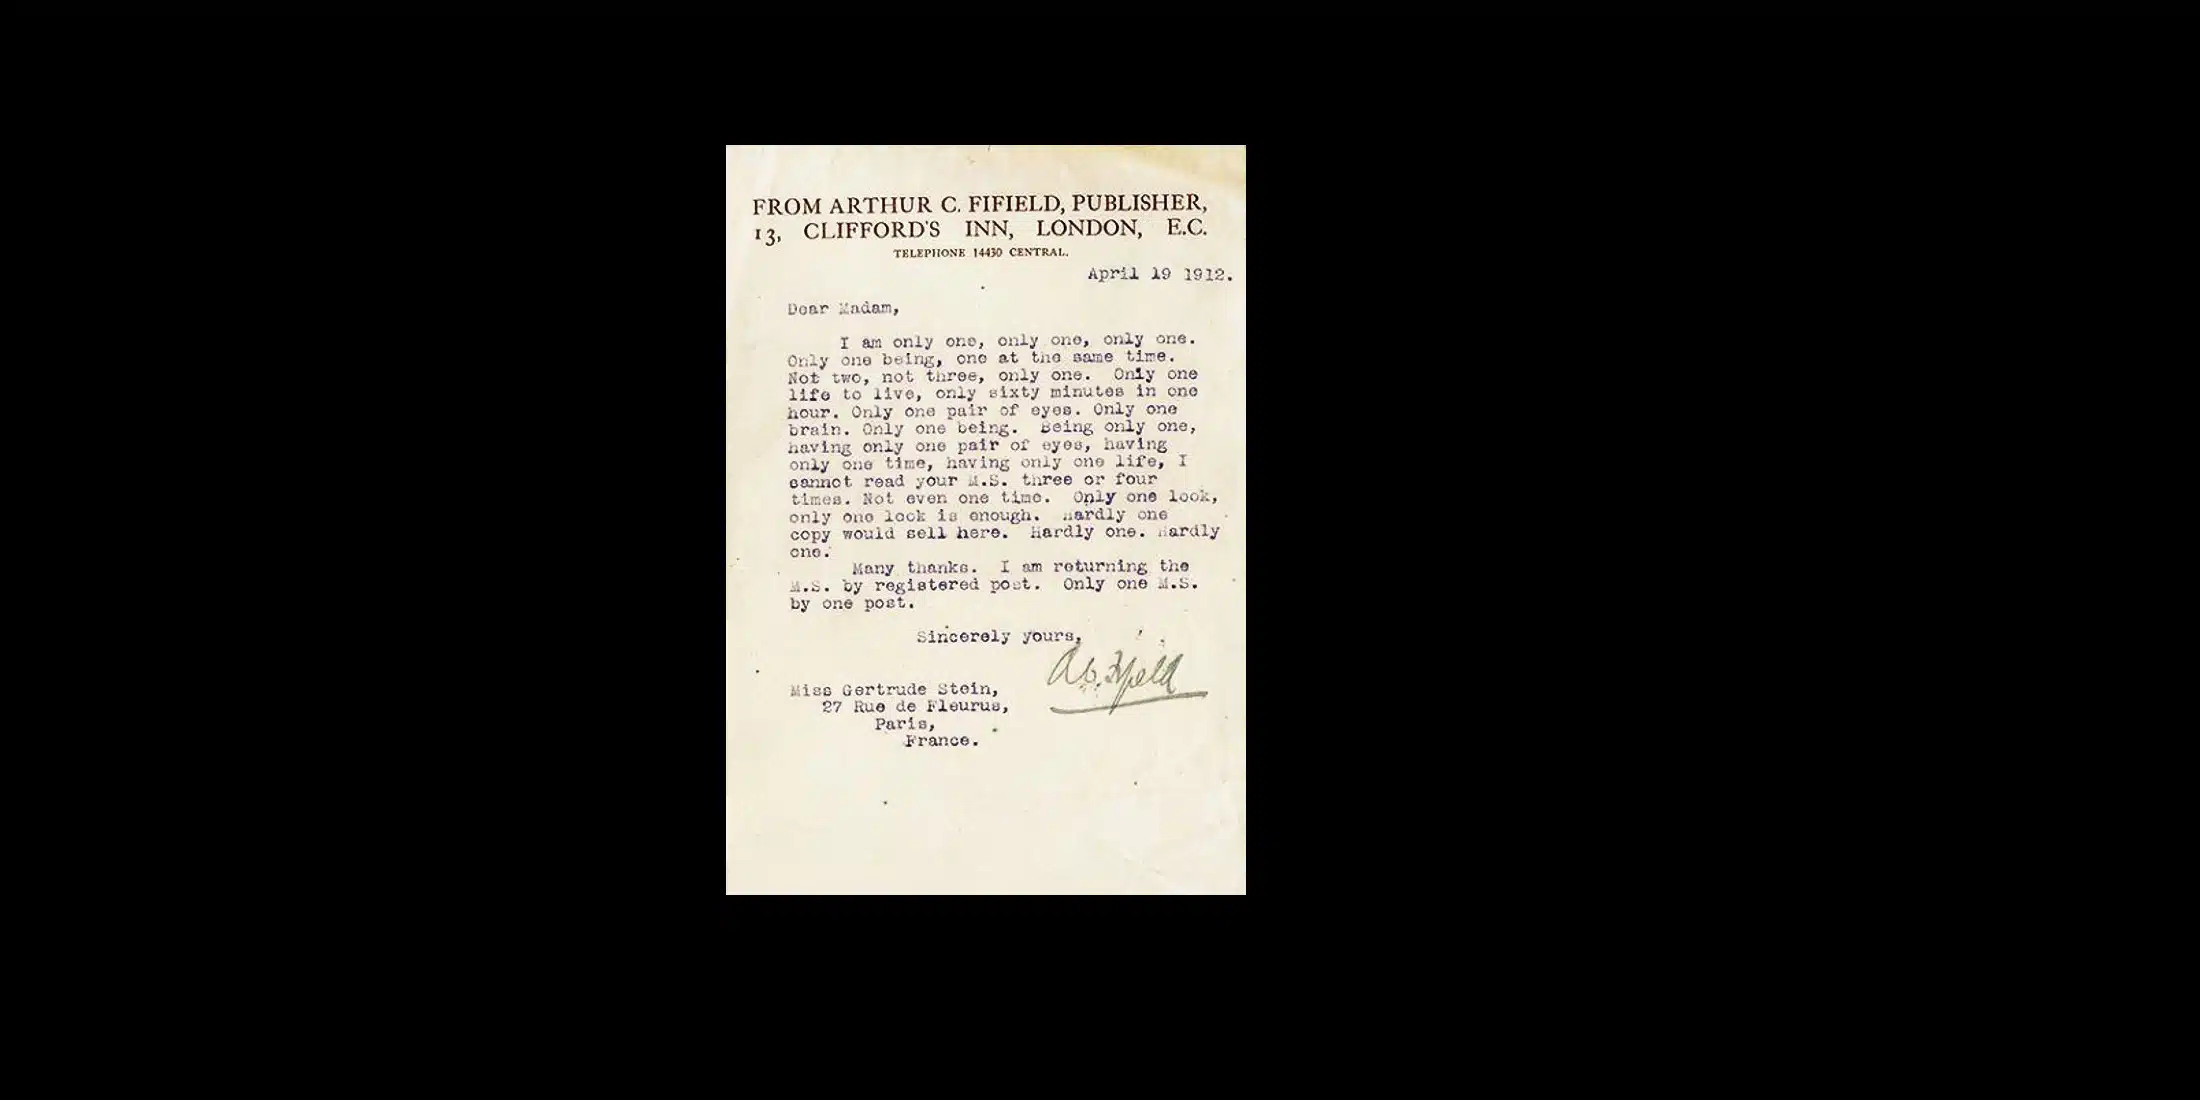 FROM ARTHUR C. FIFIELD, PUBLISHER,
13, CLIFFORD'S INN, LONDON, E.C.
TELEPHONE 14430 CENTRAL.
April 19 1912.
Dear Madam,
I am only one, only one, only one.
Only one being, one at the same time.
Not two, not three, only one. Only one
life to live, only sixty minutes in one
hour. Only one pair of eyes. Only one
brain. Only one being. Being only one,
having only one pair of eyes, having
only one time, having only one life, I
cannot read your M.S. three or four
times. Not even one time. Only one look,
only one look is enough. Hardly one
copy would sell here. Hardly one. Hardly
one.
Many thanks. I am returning the
M.S. by registered post. Only one M.S.
by one post.
Sincerely yours,
A.C. Fifield
Miss Gertrude Stein,
27 Rue de Fleurus,
Paris,
France.